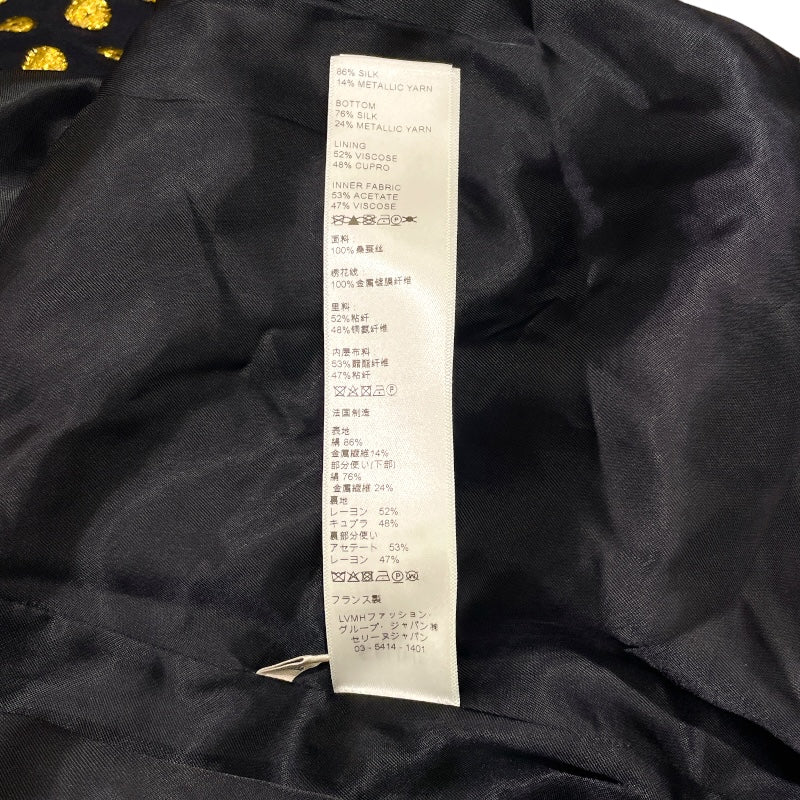 86% SILK
14% METALLIC YARN
BOTTOM
76% SILK
24% METALLIC YARN
LINING
52% VISCOSE
48% CUPRO
INNER FABRIC
53% ACETATE
47% VISCOSE
面料:
100%桑蚕丝
绣花线:
100%金属镀膜纤维
里料:
52%粘纤
48%铜氨纤维
内层布料
53%醋酯纤维
47%粘纤
法国制造
表地
絹 86%
金属繊維14%
部分使い(下部)
絹 76%
金属繊維 24%
裏地
レーヨン 52%
キュプラ 48%
裏部分使い
アセテート 53%
レーヨン 47%
フランス製
LVMHファッション・
グループ・ジャパン㈱
セリーヌジャパン
03-5414-1401